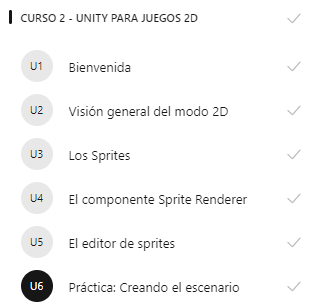 CURSO 2 - UNITY PARA JUEGOS 2D
U1 Bienvenida
U2 Visión general del modo 2D
U3 Los Sprites
U4 El componente Sprite Renderer
U5 El editor de sprites
U6 Práctica: Creando el escenario